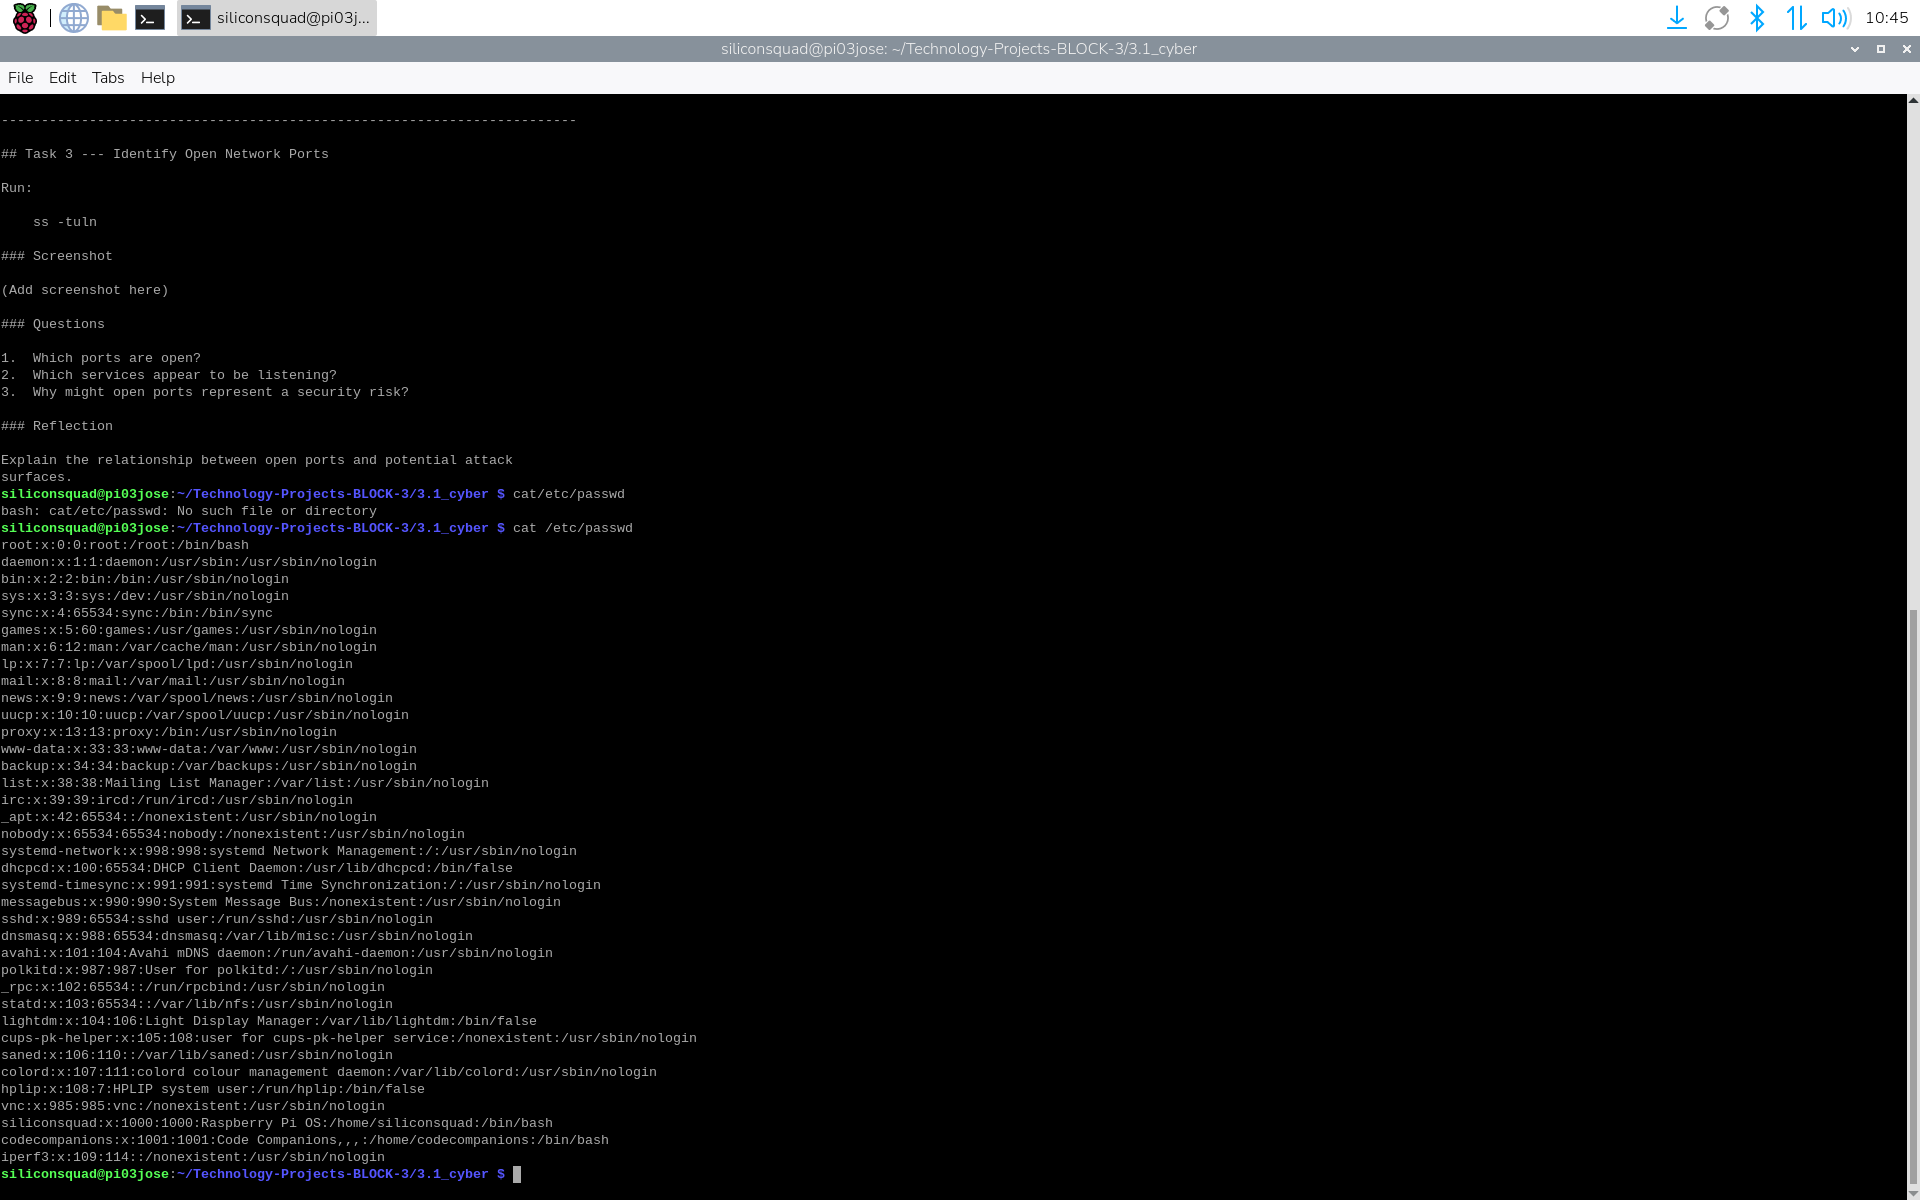 siliconsquad@pi03j...
10:45
siliconsquad@pi03jose: ~/Technology-Projects-BLOCK-3/3.1_cyber
File Edit Tabs Help
------------------------------------------------------------------------
## Task 3 --- Identify Open Network Ports
Run:
ss -tuln
### Screenshot
(Add screenshot here)
### Questions
1. Which ports are open?
2. Which services appear to be listening?
3. Why might open ports represent a security risk?
### Reflection
Explain the relationship between open ports and potential attack
surfaces.
siliconsquad@pi03jose:~/Technology-Projects-BLOCK-3/3.1_cyber $ cat/etc/passwd
bash: cat/etc/passwd: No such file or directory
siliconsquad@pi03jose:~/Technology-Projects-BLOCK-3/3.1_cyber $ cat /etc/passwd
root:x:0:0:root:/root:/bin/bash
daemon:x:1:1:daemon:/usr/sbin:/usr/sbin/nologin
bin:x:2:2:bin:/bin:/usr/sbin/nologin
sys:x:3:3:sys:/dev:/usr/sbin/nologin
sync:x:4:65534:sync:/bin:/bin/sync
games:x:5:60:games:/usr/games:/usr/sbin/nologin
man:x:6:12:man:/var/cache/man:/usr/sbin/nologin
lp:x:7:7:lp:/var/spool/lpd:/usr/sbin/nologin
mail:x:8:8:mail:/var/mail:/usr/sbin/nologin
news:x:9:9:news:/var/spool/news:/usr/sbin/nologin
uucp:x:10:10:uucp:/var/spool/uucp:/usr/sbin/nologin
proxy:x:13:13:proxy:/bin:/usr/sbin/nologin
www-data:x:33:33:www-data:/var/www:/usr/sbin/nologin
backup:x:34:34:backup:/var/backups:/usr/sbin/nologin
list:x:38:38:Mailing List Manager:/var/list:/usr/sbin/nologin
irc:x:39:39:ircd:/run/ircd:/usr/sbin/nologin
_apt:x:42:65534::/nonexistent:/usr/sbin/nologin
nobody:x:65534:65534:nobody:/nonexistent:/usr/sbin/nologin
systemd-network:x:998:998:systemd Network Management:/:/usr/sbin/nologin
dhcpcd:x:100:65534:DHCP Client Daemon:/usr/lib/dhcpcd:/bin/false
systemd-timesync:x:991:991:systemd Time Synchronization:/:/usr/sbin/nologin
messagebus:x:990:990:System Message Bus:/nonexistent:/usr/sbin/nologin
sshd:x:989:65534:sshd user:/run/sshd:/usr/sbin/nologin
dnsmasq:x:988:65534:dnsmasq:/var/lib/misc:/usr/sbin/nologin
avahi:x:101:104:Avahi mDNS daemon:/run/avahi-daemon:/usr/sbin/nologin
polkitd:x:987:987:User for polkitd:/:/usr/sbin/nologin
_rpc:x:102:65534::/run/rpcbind:/usr/sbin/nologin
statd:x:103:65534::/var/lib/nfs:/usr/sbin/nologin
lightdm:x:104:106:Light Display Manager:/var/lib/lightdm:/bin/false
cups-pk-helper:x:105:108:user for cups-pk-helper service:/nonexistent:/usr/sbin/nologin
saned:x:106:110::/var/lib/saned:/usr/sbin/nologin
colord:x:107:111:colord colour management daemon:/var/lib/colord:/usr/sbin/nologin
hplip:x:108:7:HPLIP system user:/run/hplip:/bin/false
vnc:x:985:985:vnc:/nonexistent:/usr/sbin/nologin
siliconsquad:x:1000:1000:Raspberry Pi OS:/home/siliconsquad:/bin/bash
codecompanions:x:1001:1001:Code Companions,,,:/home/codecompanions:/bin/bash
iperf3:x:109:114::/nonexistent:/usr/sbin/nologin
siliconsquad@pi03jose:~/Technology-Projects-BLOCK-3/3.1_cyber $